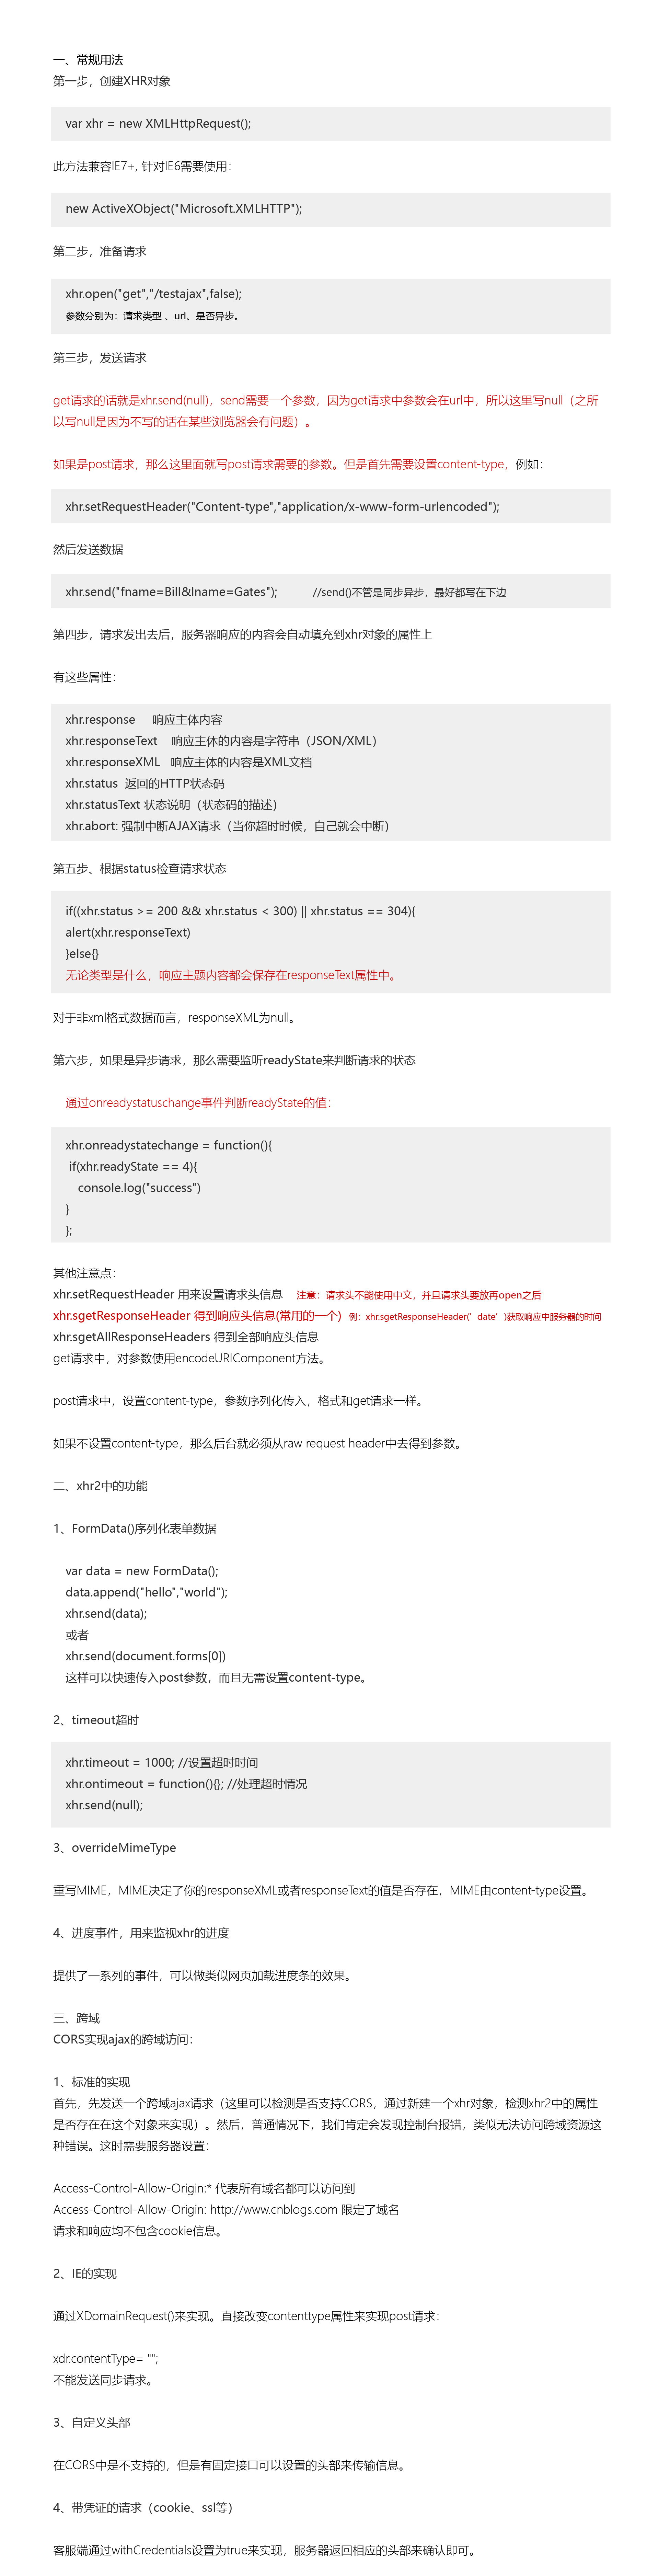 一、常规用法
第一步，创建XHR对象
var xhr = new XMLHttpRequest();
此方法兼容IE7+, 针对IE6需要使用：
new ActiveXObject("Microsoft.XMLHTTP");
第二步，准备请求
xhr.open("get","/testajax",false);
参数分别为：请求类型 、url、是否异步。
第三步，发送请求
get请求的话就是xhr.send(null)，send需要一个参数，因为get请求中参数会在url中，所以这里写null（之所
以写null是因为不写的话在某些浏览器会有问题）。
如果是post请求，那么这里面就写post请求需要的参数。但是首先需要设置content-type，例如：
xhr.setRequestHeader("Content-type","application/x-www-form-urlencoded");
然后发送数据
xhr.send("fname=Bill&lname=Gates"); //send()不管是同步异步，最好都写在下边
第四步，请求发出去后，服务器响应的内容会自动填充到xhr对象的属性上
有这些属性：
xhr.response 响应主体内容
xhr.responseText 响应主体的内容是字符串（JSON/XML）
xhr.responseXML 响应主体的内容是XML文档
xhr.status 返回的HTTP状态码
xhr.statusText 状态说明（状态码的描述）
xhr.abort: 强制中断AJAX请求（当你超时时候，自己就会中断）
第五步、根据status检查请求状态
if((xhr.status >= 200 && xhr.status < 300) || xhr.status == 304){
alert(xhr.responseText)
}else{}
无论类型是什么，响应主题内容都会保存在responseText属性中。
对于非xml格式数据而言，responseXML为null。
第六步，如果是异步请求，那么需要监听readyState来判断请求的状态
通过onreadystatuschange事件判断readyState的值：
xhr.onreadystatechange = function(){
if(xhr.readyState == 4){
console.log("success")
}
};
其他注意点：
xhr.setRequestHeader 用来设置请求头信息 注意：请求头不能使用中文，并且请求头要放再open之后
xhr.sgetResponseHeader 得到响应头信息(常用的一个) 例：xhr.sgetResponseHeader(’date’)获取响应中服务器的时间
xhr.sgetAllResponseHeaders 得到全部响应头信息
get请求中，对参数使用encodeURIComponent方法。
post请求中，设置content-type，参数序列化传入，格式和get请求一样。
如果不设置content-type，那么后台就必须从raw request header中去得到参数。
二、xhr2中的功能
1、FormData()序列化表单数据
var data = new FormData();
data.append("hello","world");
xhr.send(data);
或者
xhr.send(document.forms[0])
这样可以快速传入post参数，而且无需设置content-type。
2、timeout超时
xhr.timeout = 1000; //设置超时时间
xhr.ontimeout = function(){}; //处理超时情况
xhr.send(null);
3、overrideMimeType
重写MIME，MIME决定了你的responseXML或者responseText的值是否存在，MIME由content-type设置。
4、进度事件，用来监视xhr的进度
提供了一系列的事件，可以做类似网页加载进度条的效果。
三、跨域
CORS实现ajax的跨域访问：
1、标准的实现
首先，先发送一个跨域ajax请求（这里可以检测是否支持CORS，通过新建一个xhr对象，检测xhr2中的属性
是否存在在这个对象来实现）。然后，普通情况下，我们肯定会发现控制台报错，类似无法访问跨域资源这
种错误。这时需要服务器设置：
Access-Control-Allow-Origin:* 代表所有域名都可以访问到
Access-Control-Allow-Origin: http://www.cnblogs.com 限定了域名
请求和响应均不包含cookie信息。
2、IE的实现
通过XDomainRequest()来实现。直接改变contenttype属性来实现post请求：
xdr.contentType= "";
不能发送同步请求。
3、自定义头部
在CORS中是不支持的，但是有固定接口可以设置的头部来传输信息。
4、带凭证的请求（cookie、ssl等）
客服端通过withCredentials设置为true来实现，服务器返回相应的头部来确认即可。